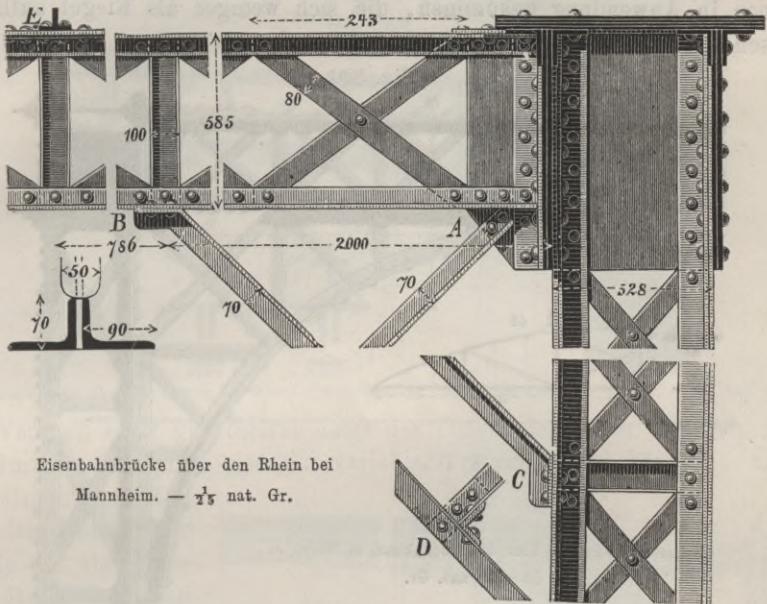 E
243
80
585
100
B
A
786
2000
50
70
90
70
70
528
C
D
Eisenbahnbrücke über den Rhein bei
Mannheim. — 1/25 nat. Gr.